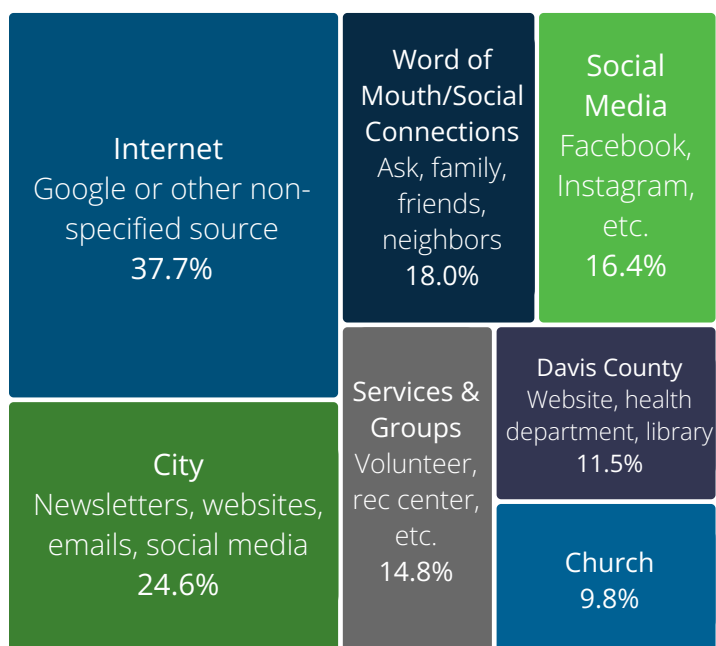 Internet
Google or other non-
specified source
37.7%
Word of
Mouth/Social
Connections
Ask, family,
friends,
neighbors
18.0%
Social
Media
Facebook,
Instagram,
etc.
16.4%
City
Newsletters, websites,
emails, social media
24.6%
Services &
Groups
Volunteer,
rec center,
etc.
14.8%
Davis County
Website, health
department, library
11.5%
Church
9.8%